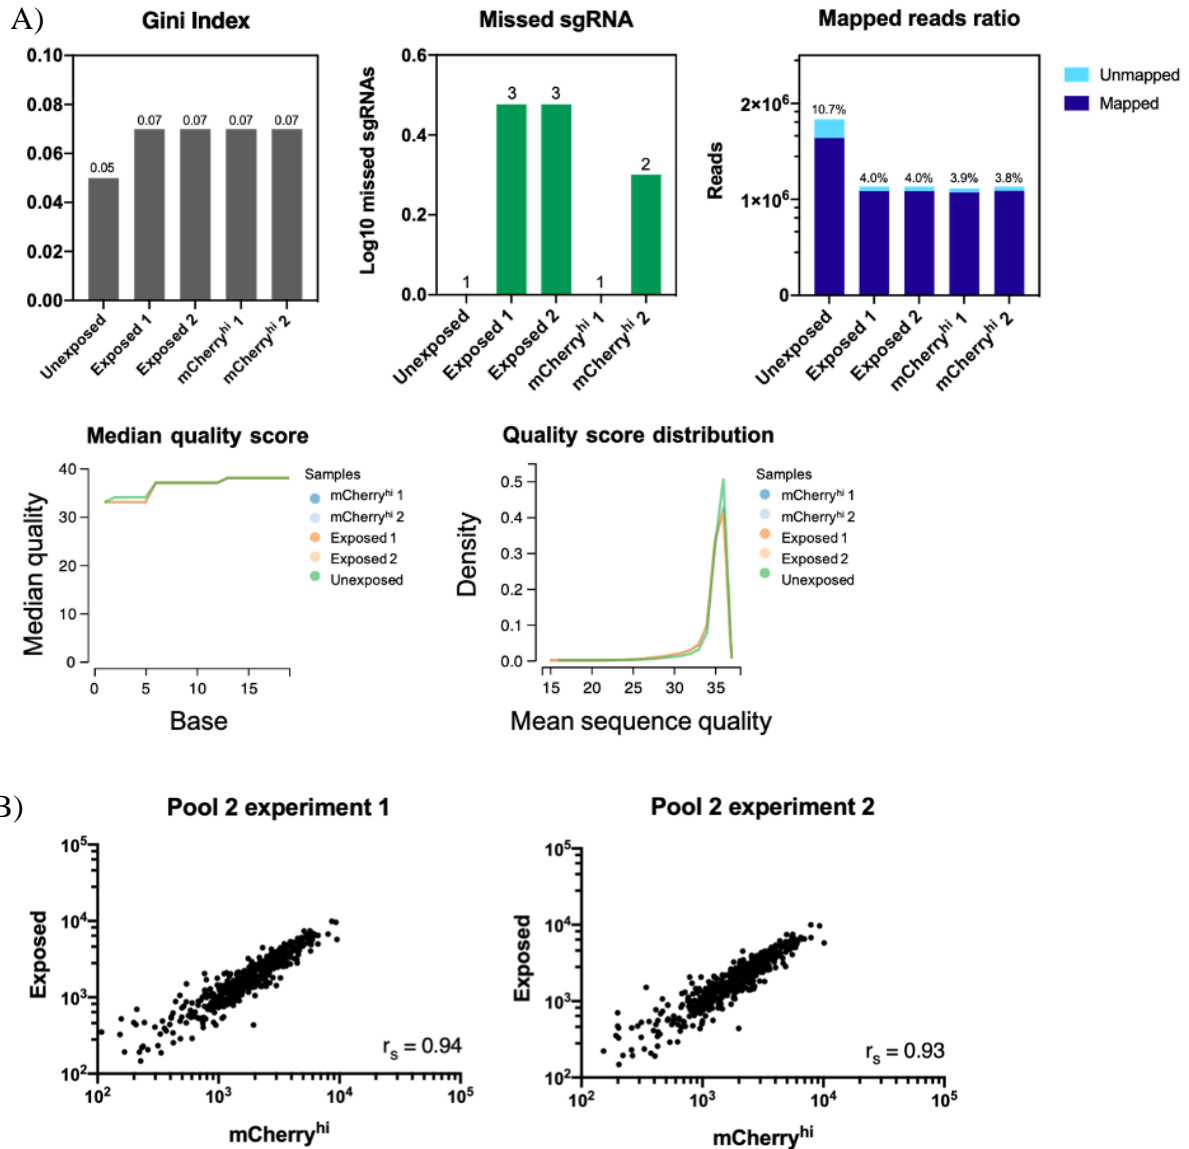 A)
Gini Index
0.10
0.08
0.06
0.04
0.02
0.00
0.05
0.07
0.07
0.07
0.07
Unexposed
Exposed 1
Exposed 2
mCherryhi 1
mCherryhi 2
Missed sgRNA
Log10 missed sgRNAs
0.6
0.4
0.2
0.0
1
3
3
1
2
Unexposed
Exposed 1
Exposed 2
mCherryhi 1
mCherryhi 2
Mapped reads ratio
Reads
2×10⁶
1×10⁶
0
10.7%
4.0%
4.0%
3.9%
3.8%
Unexposed
Exposed 1
Exposed 2
mCherryhi 1
mCherryhi 2
Unmapped
Mapped
Median quality score
Median quality
40
30
20
10
0
0
5
10
15
Base
Samples
mCherryhi 1
mCherryhi 2
Exposed 1
Exposed 2
Unexposed
Quality score distribution
Density
0.5
0.4
0.3
0.2
0.1
0.0
15
20
25
30
35
Mean sequence quality
Samples
mCherryhi 1
mCherryhi 2
Exposed 1
Exposed 2
Unexposed
B)
Pool 2 experiment 1
Exposed
10⁵
10⁴
10³
10²
rs = 0.94
10²
10³
10⁴
10⁵
mCherryhi
Pool 2 experiment 2
Exposed
10⁵
10⁴
10³
10²
rs = 0.93
10²
10³
10⁴
10⁵
mCherryhi